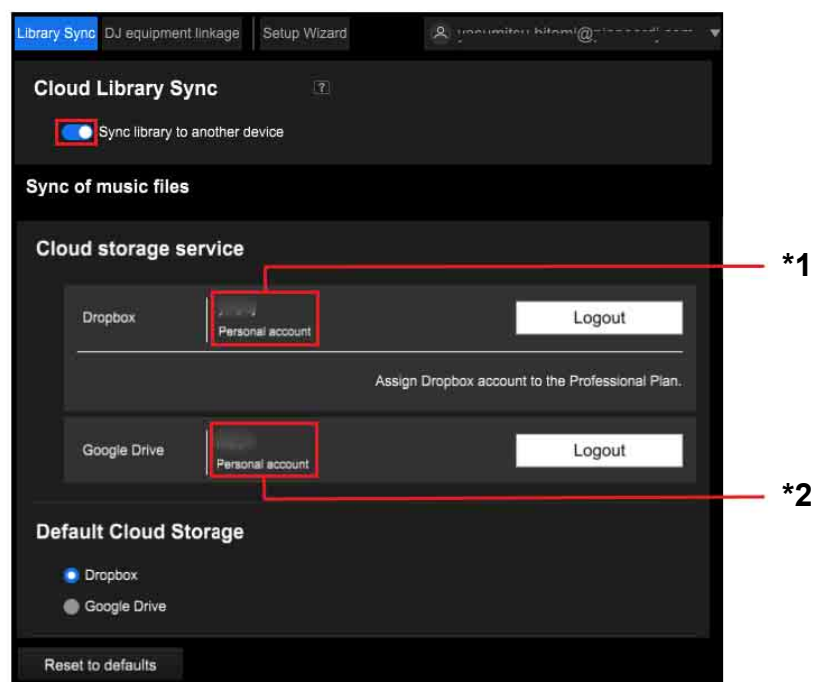 Library Sync DJ equipment linkage Setup Wizard
Cloud Library Sync ?
Sync library to another device
Sync of music files
Cloud storage service
*1
Dropbox
Personal account
Logout
Assign Dropbox account to the Professional Plan.
Google Drive
Personal account
Logout
*2
Default Cloud Storage
Dropbox
Google Drive
Reset to defaults